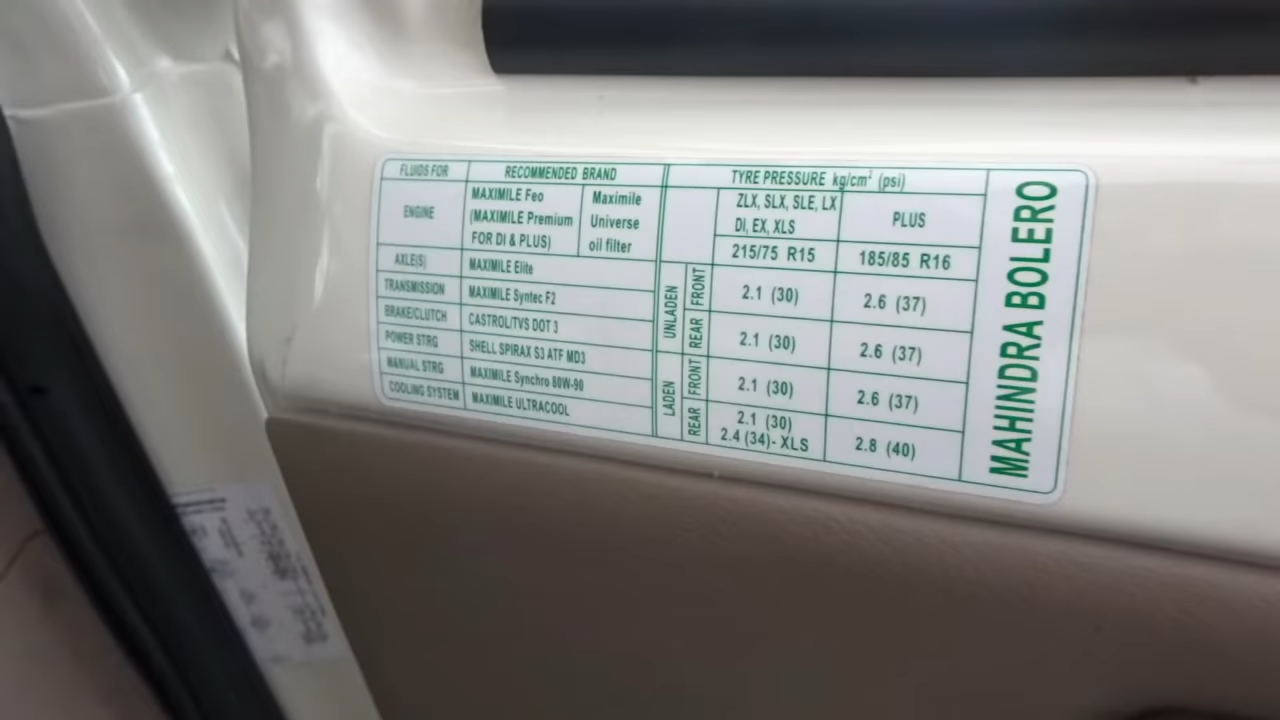 FLUIDS FOR RECOMMENDED BRAND TYRE PRESSURE kg/cm² (psi)
ENGINE
MAXIMILE Feo
(MAXIMILE Premium
FOR DI & PLUS)
Maximile
Universe
oil filter
ZLX, SLX, SLE, LX
DI, EX, XLS
PLUS
215/75 R15 185/85 R16
AXLE(S) MAXIMILE Elite
TRANSMISSION MAXIMILE Syntec F2
BRAKE/CLUTCH CASTROL/TVS DOT 3
POWER STRG SHELL SPIRAX S3 ATF MD3
MANUAL STRG MAXIMILE Synchro 80W-90
COOLING SYSTEM MAXIMILE ULTRACOOL
UNLADEN
FRONT 2.1 (30) 2.6 (37)
REAR 2.1 (30) 2.6 (37)
LADEN
FRONT 2.1 (30) 2.6 (37)
REAR 2.1 (30)
2.4 (34)- XLS
2.8 (40)
MAHINDRA BOLERO